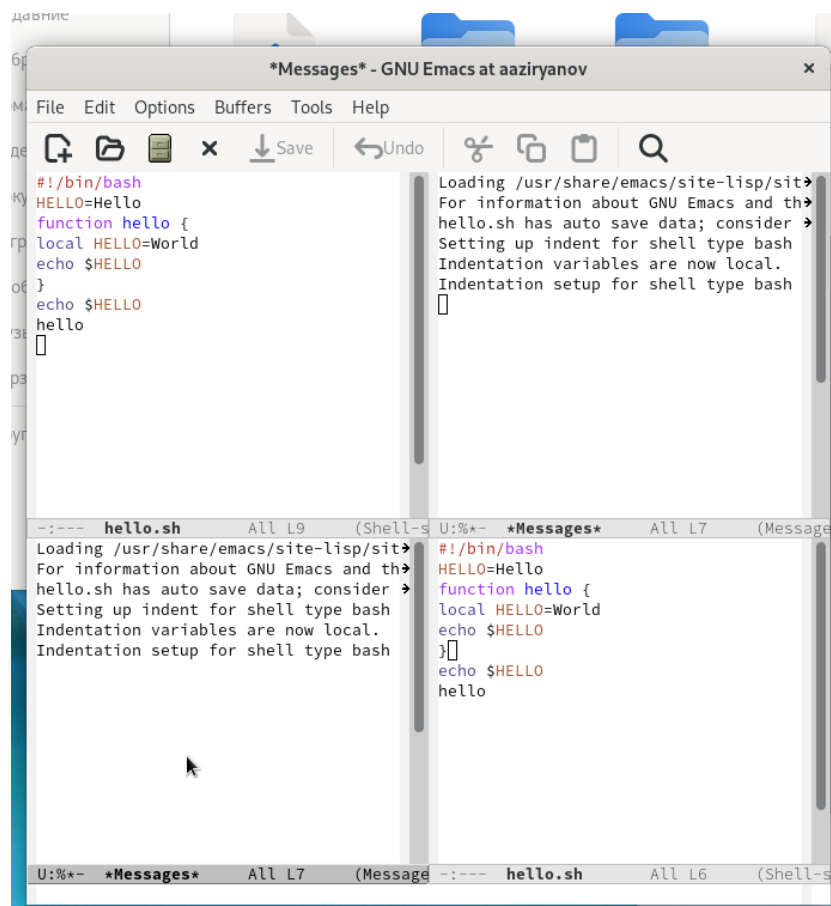 давние
*Messages* - GNU Emacs at aaziryanov
File Edit Options Buffers Tools Help
Save Undo
#!/bin/bash
HELLO=Hello
function hello {
local HELLO=World
echo $HELLO
}
echo $HELLO
hello
-:--- hello.sh All L9 (Shell-s
Loading /usr/share/emacs/site-lisp/sit
For information about GNU Emacs and th
hello.sh has auto save data; consider
Setting up indent for shell type bash
Indentation variables are now local.
Indentation setup for shell type bash
U:%*- *Messages* All L7 (Message
Loading /usr/share/emacs/site-lisp/sit
For information about GNU Emacs and th
hello.sh has auto save data; consider
Setting up indent for shell type bash
Indentation variables are now local.
Indentation setup for shell type bash
U:%*- *Messages* All L7 (Message
#!/bin/bash
HELLO=Hello
function hello {
local HELLO=World
echo $HELLO
}
echo $HELLO
hello
-:--- hello.sh All L6 (Shell-s